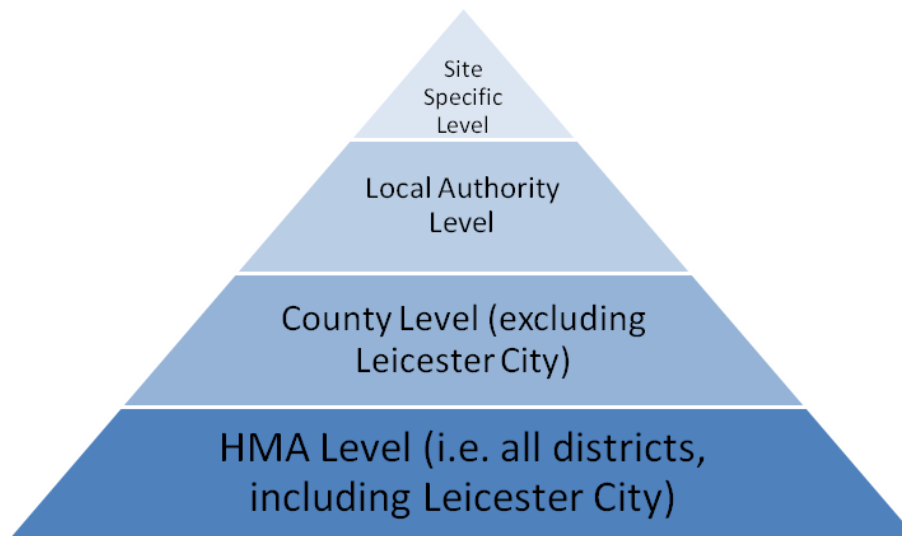 Site
Specific
Level
Local Authority
Level
County Level (excluding
Leicester City)
HMA Level (i.e. all districts,
including Leicester City)